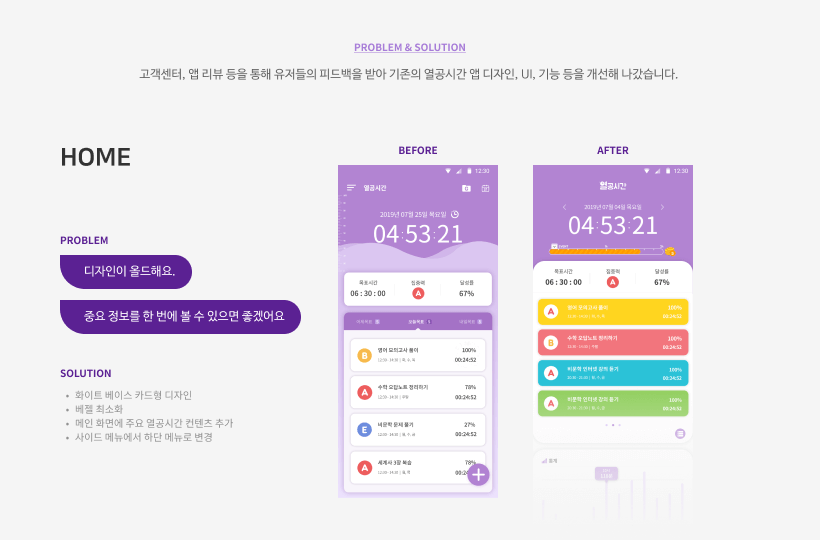 PROBLEM & SOLUTION
고객센터, 앱 리뷰 등을 통해 유저들의 피드백을 받아 기존의 열공시간 앱 디자인, UI, 기능 등을 개선해 나갔습니다.
HOME
PROBLEM
디자인이 올드해요.
중요 정보를 한 번에 볼 수 있으면 좋겠어요
SOLUTION
• 화이트 베이스 카드형 디자인
• 베젤 최소화
• 메인 화면에 주요 열공시간 컨텐츠 추가
• 사이드 메뉴에서 하단 메뉴로 변경
BEFORE
12:30
열공시간
2019년 07월 25일 목요일
04:53:21
목표시간 집중력 달성률
06 : 30 : 00 A 67%
B 영어 모의고사 풀이 100%
00:24:52
A 수학 오답노트 정리하기 78%
00:24:52
E 비문학 문제 풀기 27%
00:24:52
A 세계사 3강 복습 78%
AFTER
12:30
열공시간
2019년 07월 04일 목요일
04:53:21
목표시간 집중력 달성률
06 : 30 : 00 A 67%
A 영어 모의고사 풀이 100%
00:24:52
B 수학 오답노트 정리하기 100%
00:24:52
A 비문학 인터넷 강의 듣기 100%
00:24:52
A 비문학 인터넷 강의 듣기 100%
00:24:52
통계